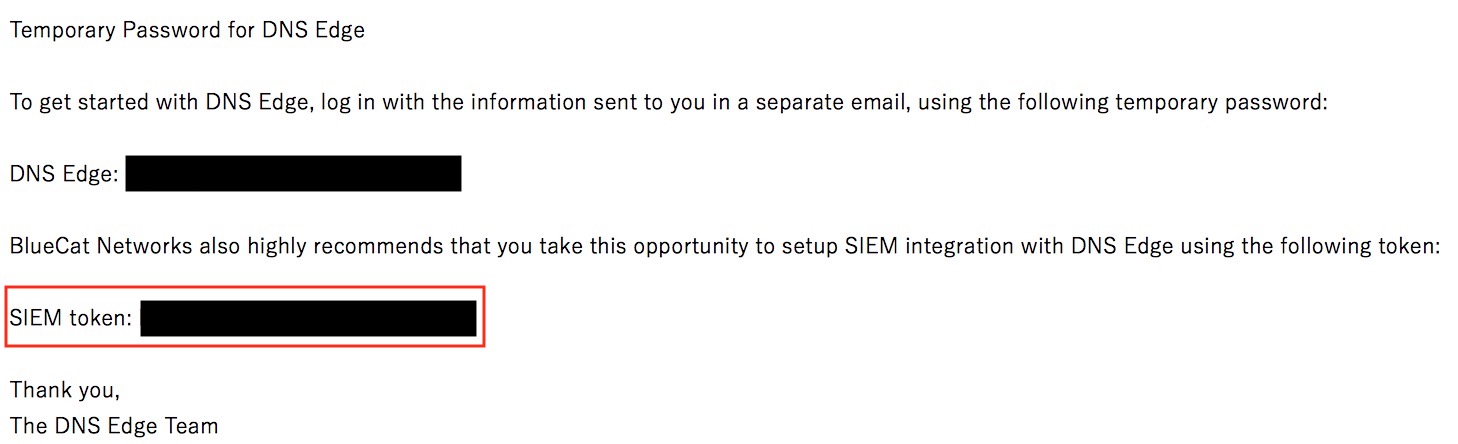 Temporary Password for DNS Edge
To get started with DNS Edge, log in with the information sent to you in a separate email, using the following temporary password:
DNS Edge:
BlueCat Networks also highly recommends that you take this opportunity to setup SIEM integration with DNS Edge using the following token:
SIEM token:
Thank you,
The DNS Edge Team